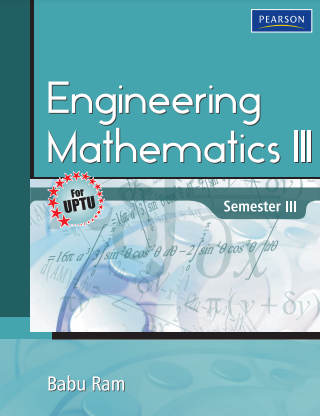 PEARSON
Engineering
Mathematics III
For
UPTU
Semester III
Babu Ram